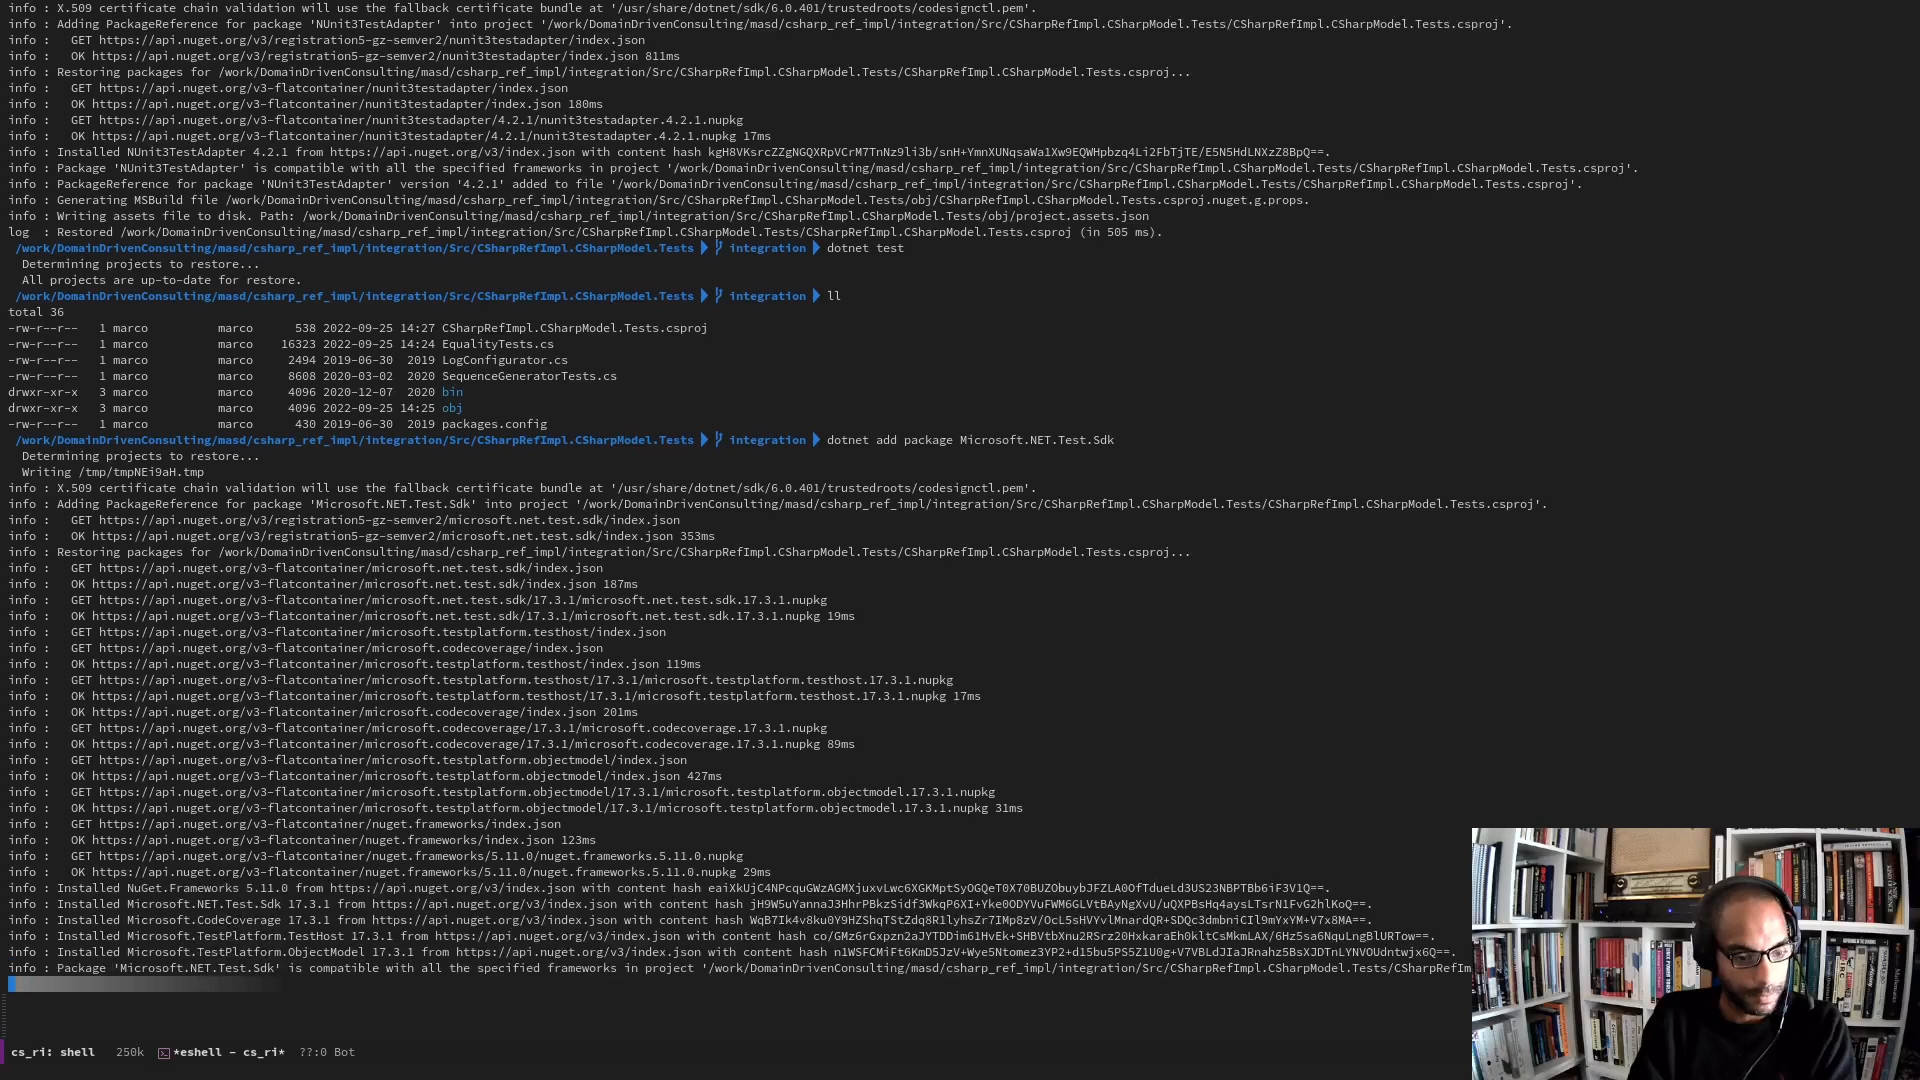 info : X.509 certificate chain validation will use the fallback certificate bundle at '/usr/share/dotnet/sdk/6.0.401/trustedroots/codesignctl.pem'.
info : Adding PackageReference for package 'NUnit3TestAdapter' into project '/work/DomainDrivenConsulting/masd/csharp_ref_impl/integration/Src/CSharpRefImpl.CSharpModel.Tests/CSharpRefImpl.CSharpModel.Tests.csproj'.
info :   GET https://api.nuget.org/v3/registration5-gz-semver2/nunit3testadapter/index.json
info :   OK https://api.nuget.org/v3/registration5-gz-semver2/nunit3testadapter/index.json 811ms
info : Restoring packages for /work/DomainDrivenConsulting/masd/csharp_ref_impl/integration/Src/CSharpRefImpl.CSharpModel.Tests/CSharpRefImpl.CSharpModel.Tests.csproj...
info :   GET https://api.nuget.org/v3-flatcontainer/nunit3testadapter/index.json
info :   OK https://api.nuget.org/v3-flatcontainer/nunit3testadapter/index.json 180ms
info :   GET https://api.nuget.org/v3-flatcontainer/nunit3testadapter/4.2.1/nunit3testadapter.4.2.1.nupkg
info :   OK https://api.nuget.org/v3-flatcontainer/nunit3testadapter/4.2.1/nunit3testadapter.4.2.1.nupkg 17ms
info : Installed NUnit3TestAdapter 4.2.1 from https://api.nuget.org/v3/index.json with content hash kgH8VKsrcZZgNGQXRpVCrM7TnNz9li3b/snH+YmnXUNqsaWa1Xw9EQWHpbzq4Li2FbTjTE/E5N5HdLNXzZ8BpQ==.
info : Package 'NUnit3TestAdapter' is compatible with all the specified frameworks in project '/work/DomainDrivenConsulting/masd/csharp_ref_impl/integration/Src/CSharpRefImpl.CSharpModel.Tests/CSharpRefImpl.CSharpModel.Tests.csproj'.
info : PackageReference for package 'NUnit3TestAdapter' version '4.2.1' added to file '/work/DomainDrivenConsulting/masd/csharp_ref_impl/integration/Src/CSharpRefImpl.CSharpModel.Tests/CSharpRefImpl.CSharpModel.Tests.csproj'.
info : Generating MSBuild file /work/DomainDrivenConsulting/masd/csharp_ref_impl/integration/Src/CSharpRefImpl.CSharpModel.Tests/obj/CSharpRefImpl.CSharpModel.Tests.csproj.nuget.g.props.
info : Writing assets file to disk. Path: /work/DomainDrivenConsulting/masd/csharp_ref_impl/integration/Src/CSharpRefImpl.CSharpModel.Tests/obj/project.assets.json
log  : Restored /work/DomainDrivenConsulting/masd/csharp_ref_impl/integration/Src/CSharpRefImpl.CSharpModel.Tests/CSharpRefImpl.CSharpModel.Tests.csproj (in 505 ms).
/work/DomainDrivenConsulting/masd/csharp_ref_impl/integration/Src/CSharpRefImpl.CSharpModel.Tests integration dotnet test
Determining projects to restore...
All projects are up-to-date for restore.
/work/DomainDrivenConsulting/masd/csharp_ref_impl/integration/Src/CSharpRefImpl.CSharpModel.Tests integration ll
total 36
-rw-r--r--   1 marco          marco      538 2022-09-25 14:27 CSharpRefImpl.CSharpModel.Tests.csproj
-rw-r--r--   1 marco          marco    16323 2022-09-25 14:24 EqualityTests.cs
-rw-r--r--   1 marco          marco     2494 2019-06-30  2019 LogConfigurator.cs
-rw-r--r--   1 marco          marco     8608 2020-03-02  2020 SequenceGeneratorTests.cs
drwxr-xr-x   3 marco          marco     4096 2020-12-07  2020 bin
drwxr-xr-x   3 marco          marco     4096 2022-09-25 14:25 obj
-rw-r--r--   1 marco          marco      430 2019-06-30  2019 packages.config
/work/DomainDrivenConsulting/masd/csharp_ref_impl/integration/Src/CSharpRefImpl.CSharpModel.Tests integration dotnet add package Microsoft.NET.Test.Sdk
Determining projects to restore...
Writing /tmp/tmpNEi9aH.tmp
info : X.509 certificate chain validation will use the fallback certificate bundle at '/usr/share/dotnet/sdk/6.0.401/trustedroots/codesignctl.pem'.
info : Adding PackageReference for package 'Microsoft.NET.Test.Sdk' into project '/work/DomainDrivenConsulting/masd/csharp_ref_impl/integration/Src/CSharpRefImpl.CSharpModel.Tests/CSharpRefImpl.CSharpModel.Tests.csproj'.
info :   GET https://api.nuget.org/v3/registration5-gz-semver2/microsoft.net.test.sdk/index.json
info :   OK https://api.nuget.org/v3/registration5-gz-semver2/microsoft.net.test.sdk/index.json 353ms
info : Restoring packages for /work/DomainDrivenConsulting/masd/csharp_ref_impl/integration/Src/CSharpRefImpl.CSharpModel.Tests/CSharpRefImpl.CSharpModel.Tests.csproj...
info :   GET https://api.nuget.org/v3-flatcontainer/microsoft.net.test.sdk/index.json
info :   OK https://api.nuget.org/v3-flatcontainer/microsoft.net.test.sdk/index.json 187ms
info :   GET https://api.nuget.org/v3-flatcontainer/microsoft.net.test.sdk/17.3.1/microsoft.net.test.sdk.17.3.1.nupkg
info :   OK https://api.nuget.org/v3-flatcontainer/microsoft.net.test.sdk/17.3.1/microsoft.net.test.sdk.17.3.1.nupkg 19ms
info :   GET https://api.nuget.org/v3-flatcontainer/microsoft.testplatform.testhost/index.json
info :   GET https://api.nuget.org/v3-flatcontainer/microsoft.codecoverage/index.json
info :   OK https://api.nuget.org/v3-flatcontainer/microsoft.testplatform.testhost/index.json 119ms
info :   GET https://api.nuget.org/v3-flatcontainer/microsoft.testplatform.testhost/17.3.1/microsoft.testplatform.testhost.17.3.1.nupkg
info :   OK https://api.nuget.org/v3-flatcontainer/microsoft.testplatform.testhost/17.3.1/microsoft.testplatform.testhost.17.3.1.nupkg 17ms
info :   OK https://api.nuget.org/v3-flatcontainer/microsoft.codecoverage/index.json 201ms
info :   GET https://api.nuget.org/v3-flatcontainer/microsoft.codecoverage/17.3.1/microsoft.codecoverage.17.3.1.nupkg
info :   OK https://api.nuget.org/v3-flatcontainer/microsoft.codecoverage/17.3.1/microsoft.codecoverage.17.3.1.nupkg 89ms
info :   GET https://api.nuget.org/v3-flatcontainer/microsoft.testplatform.objectmodel/index.json
info :   OK https://api.nuget.org/v3-flatcontainer/microsoft.testplatform.objectmodel/index.json 427ms
info :   GET https://api.nuget.org/v3-flatcontainer/microsoft.testplatform.objectmodel/17.3.1/microsoft.testplatform.objectmodel.17.3.1.nupkg
info :   OK https://api.nuget.org/v3-flatcontainer/microsoft.testplatform.objectmodel/17.3.1/microsoft.testplatform.objectmodel.17.3.1.nupkg 31ms
info :   GET https://api.nuget.org/v3-flatcontainer/nuget.frameworks/index.json
info :   OK https://api.nuget.org/v3-flatcontainer/nuget.frameworks/index.json 123ms
info :   GET https://api.nuget.org/v3-flatcontainer/nuget.frameworks/5.11.0/nuget.frameworks.5.11.0.nupkg
info :   OK https://api.nuget.org/v3-flatcontainer/nuget.frameworks/5.11.0/nuget.frameworks.5.11.0.nupkg 29ms
info : Installed NuGet.Frameworks 5.11.0 from https://api.nuget.org/v3/index.json with content hash eaiXkUjC4NPcquGWzAGMXjuxvLwc6XGKMptSyOGQeT0X70BUZObuybJFZLA0OfTdueLd3US23NBPTBb6iF3V1Q==.
info : Installed Microsoft.NET.Test.Sdk 17.3.1 from https://api.nuget.org/v3/index.json with content hash jH9W5uYannaJ3HhrPBkzSidf3WkqP6XI+Yke0ODYVuFWM6GLVtBAyNgXvU/uQXPBsHq4aysLTsrN1FvG2hlKoQ==.
info : Installed Microsoft.CodeCoverage 17.3.1 from https://api.nuget.org/v3/index.json with content hash WqB7Ik4v8ku0Y9HZShqTStZdq8R1lyhsZr7IMp8zV/OcL5sHVYvlMnardQR+SDQc3dmbniCIl9mYxYM+V7x8MA==.
info : Installed Microsoft.TestPlatform.TestHost 17.3.1 from https://api.nuget.org/v3/index.json with content hash co/GMz6rGxpzn2aJYTDDim61HvEk+SHBVtbXnu2RSrz20HxkaraEh0kltCsMkmLAX/6Hz5sa6NquLngBlURTow==.
info : Installed Microsoft.TestPlatform.ObjectModel 17.3.1 from https://api.nuget.org/v3/index.json with content hash n1WSFCMiFt6KmD5JzV+Wye5Ntomez3YP2+d15bu5PS5Z1U0g+V7VBLdJIaJRnahz5BsXJDTnLYNVOUdntwjx6Q==.
info : Package 'Microsoft.NET.Test.Sdk' is compatible with all the specified frameworks in project '/work/DomainDrivenConsulting/masd/csharp_ref_impl/integration/Src/CSharpRefImpl.CSharpModel.Tests/CSharpRefIm
cs_ri: shell   250k   *eshell - cs_ri*   ??:0 Bot